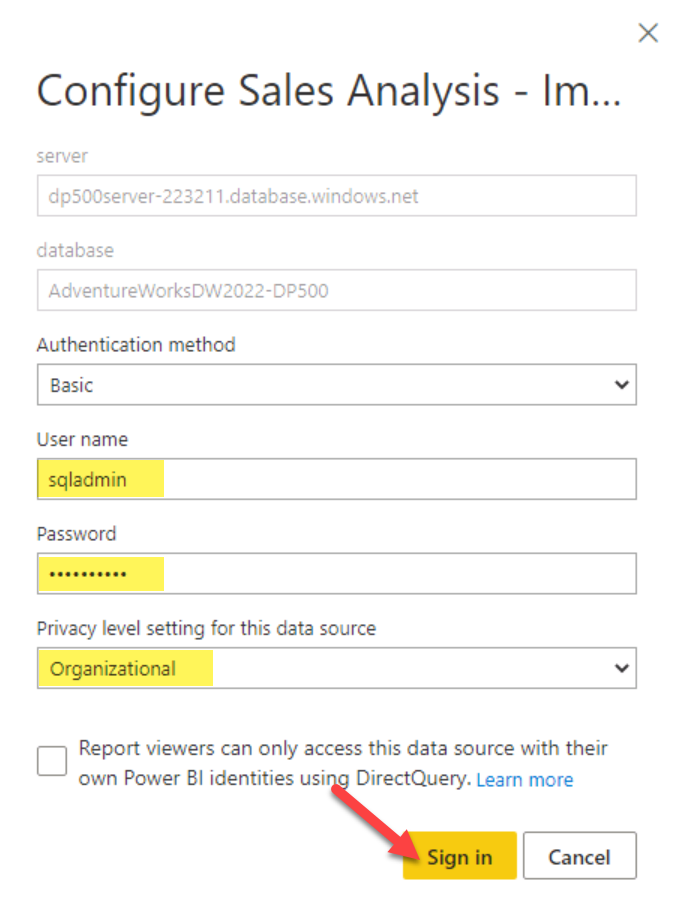 Configure Sales Analysis - Im...
server
dp500server-223211.database.windows.net
database
AdventureWorksDW2022-DP500
Authentication method
Basic
User name
sqladmin
Password
••••••••••
Privacy level setting for this data source
Organizational
Report viewers can only access this data source with their
own Power BI identities using DirectQuery. Learn more
Sign in
Cancel